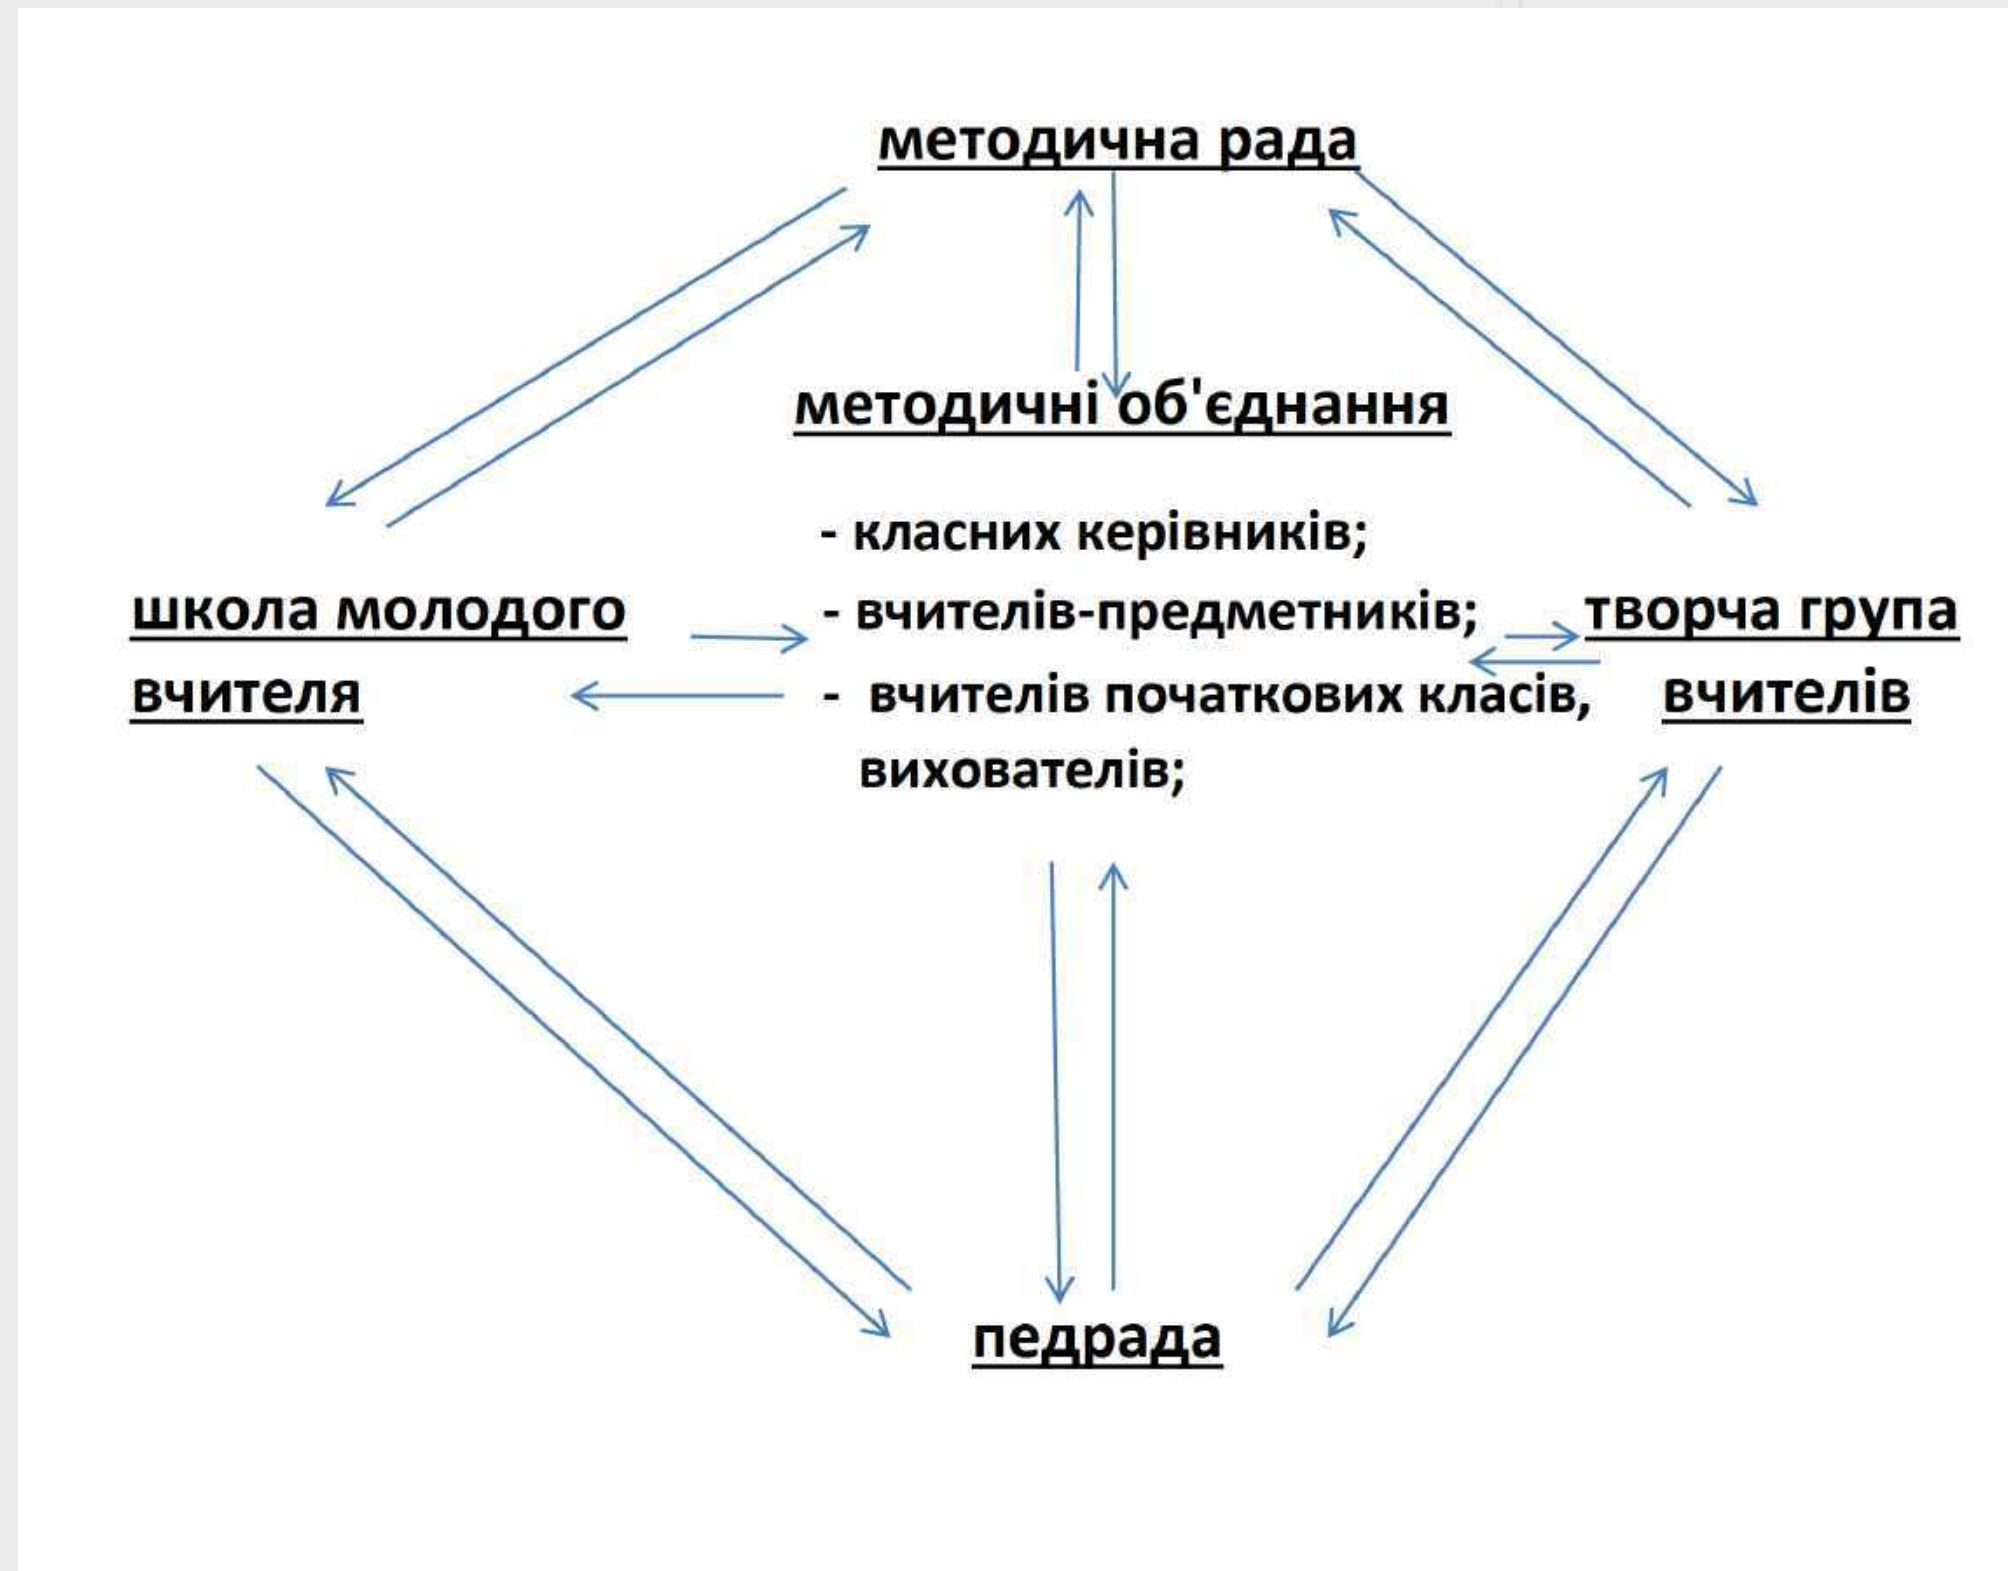 методична рада
методичні об'єднання
- класних керівників;
школа молодого
вчителя
- вчителів-предметників;
- вчителів початкових класів,
вихователів;
творча група
вчителів
педрада